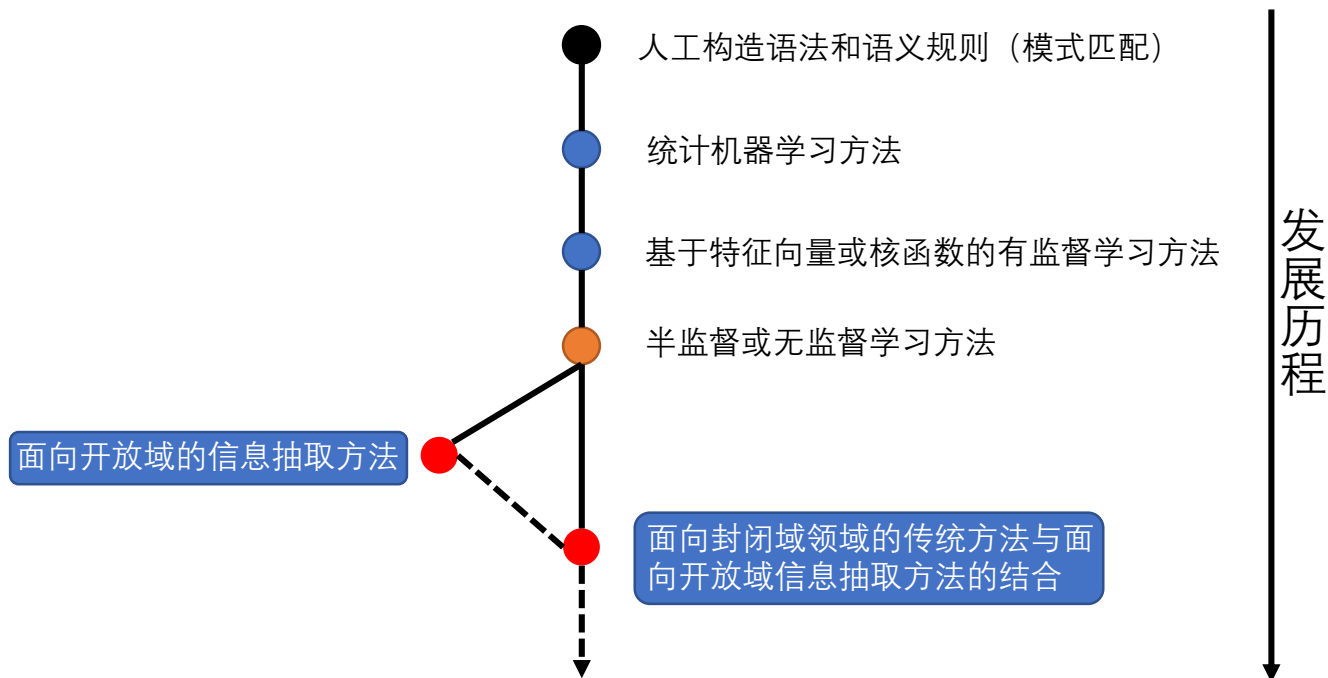 人工构造语法和语义规则（模式匹配）
统计机器学习方法
基于特征向量或核函数的有监督学习方法
半监督或无监督学习方法
面向开放域的信息抽取方法
面向封闭域领域的传统方法与面
向开放域信息抽取方法的结合
发展历程